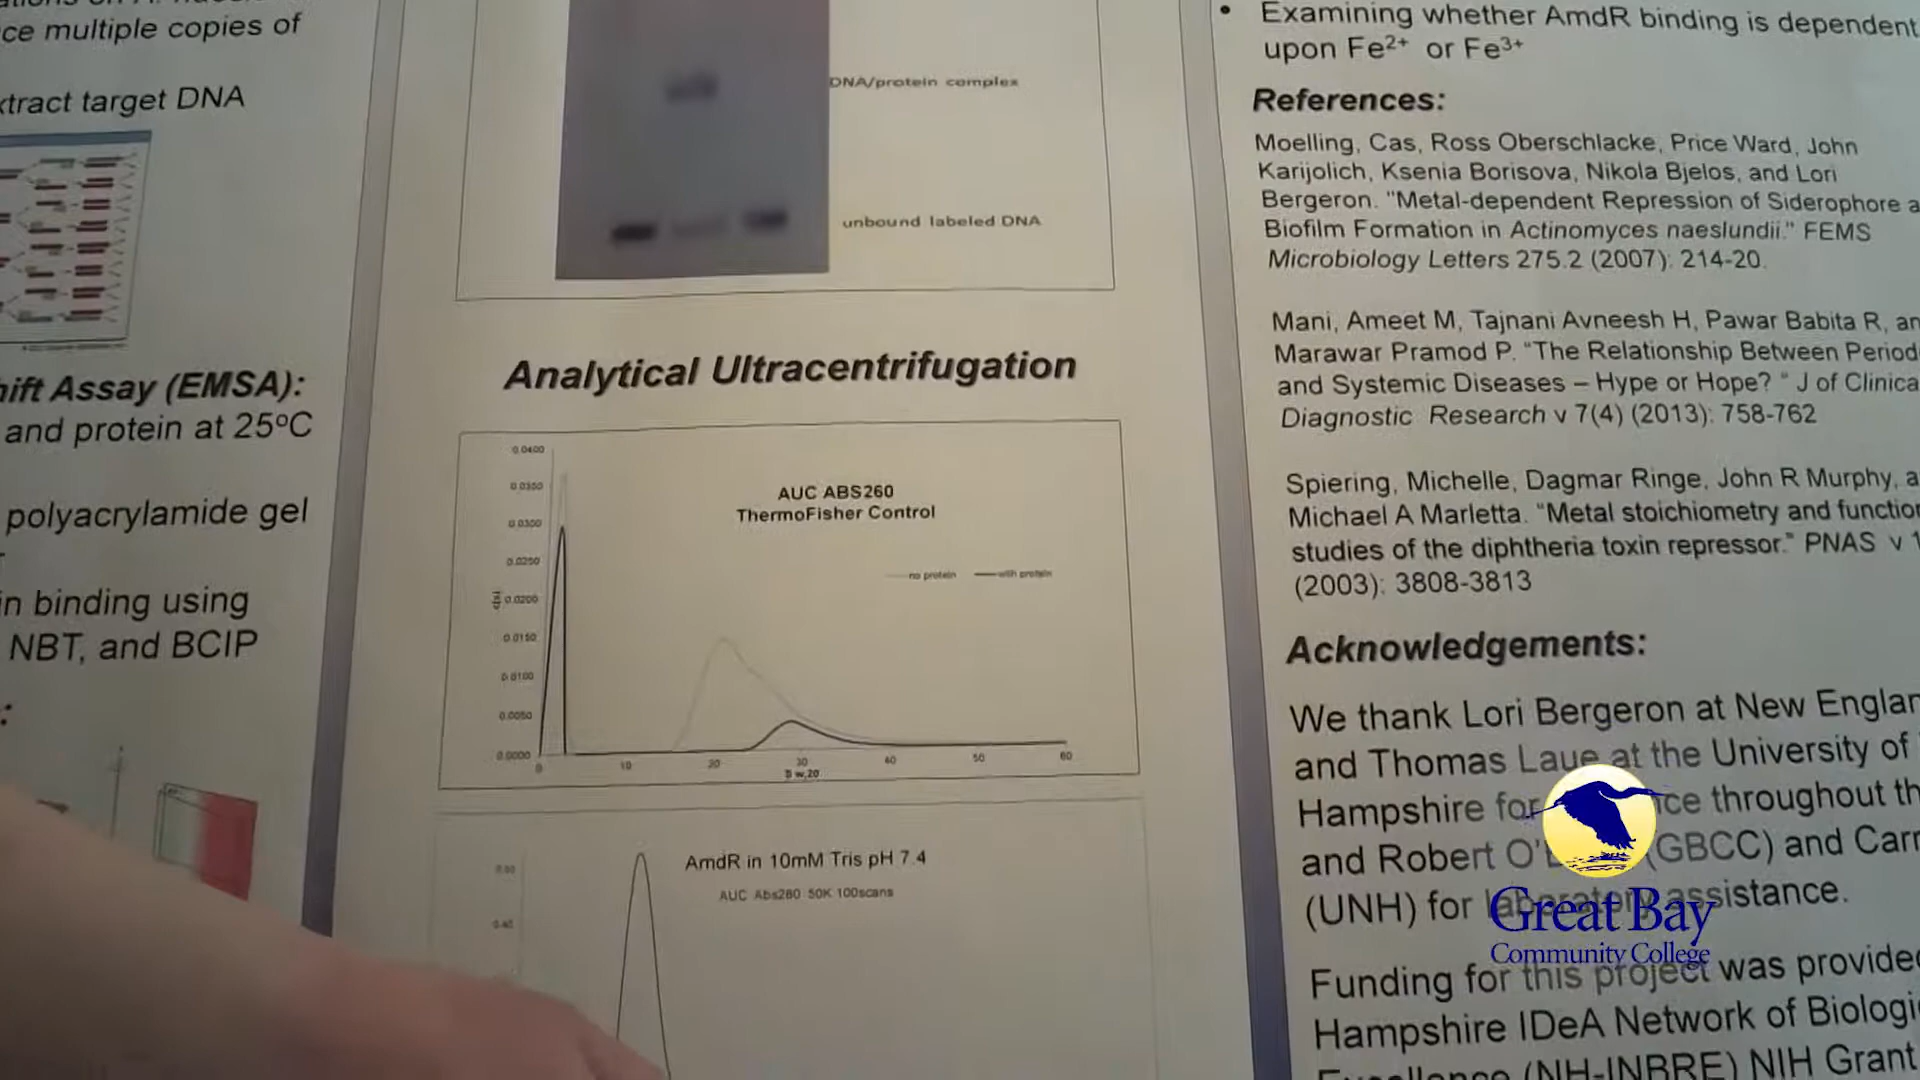 ce multiple copies of
xtract target DNA
hift Assay (EMSA):
and protein at 25ºC
polyacrylamide gel
in binding using
NBT, and BCIP
:
DNA/protein complex
unbound labeled DNA
Analytical Ultracentrifugation
AUC ABS260
ThermoFisher Control
no protein
with protein
0.0400
0.0350
0.0300
0.0250
0.0200
0.0150
0.0100
0.0050
0.0000
0 10 20 30 40 50 60
AmdR in 10mM Tris pH 7.4
AUC Abs280 50K 100scans
• Examining whether AmdR binding is dependent
upon Fe2+ or Fe3+
References:
Moelling, Cas, Ross Oberschlacke, Price Ward, John
Karijolich, Ksenia Borisova, Nikola Bjelos, and Lori
Bergeron. "Metal-dependent Repression of Siderophore a
Biofilm Formation in Actinomyces naeslundii." FEMS
Microbiology Letters 275.2 (2007): 214-20.
Mani, Ameet M, Tajnani Avneesh H, Pawar Babita R, an
Marawar Pramod P. "The Relationship Between Period
and Systemic Diseases – Hype or Hope? " J of Clinica
Diagnostic Research v 7(4) (2013): 758-762
Spiering, Michelle, Dagmar Ringe, John R Murphy, a
Michael A Marletta. "Metal stoichiometry and function
studies of the diphtheria toxin repressor." PNAS v 1
(2003): 3808-3813
Acknowledgements:
We thank Lori Bergeron at New Englan
and Thomas Laue at the University of
Hampshire for throughout th
and Robert (GBCC) and Carr
(UNH) for laboratory assistance.
Great Bay
Community College
Funding for this project was provided
Hampshire IDeA Network of Biologi
(NH-INBRE) NIH Grant